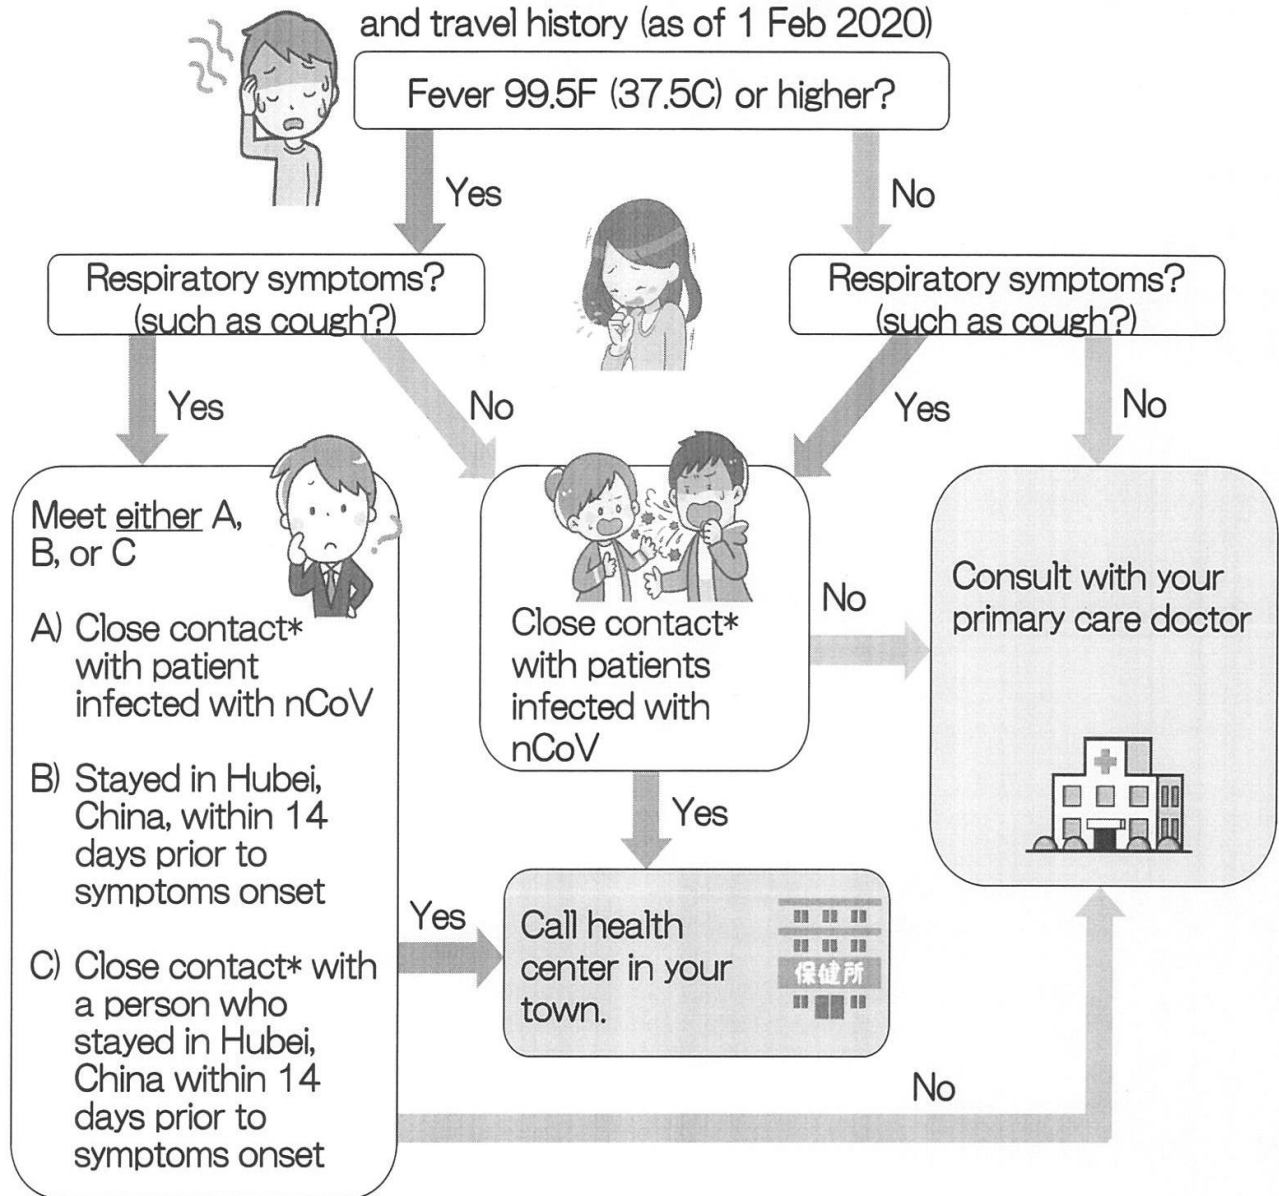 and travel history (as of 1 Feb 2020)
Fever 99.5F (37.5C) or higher?
Yes
No
Respiratory symptoms?
(such as cough?)
Respiratory symptoms?
(such as cough?)
Yes
No
Yes
No
Meet either A,
B, or C
A) Close contact*
with patient
infected with nCoV
B) Stayed in Hubei,
China, within 14
days prior to
symptoms onset
C) Close contact* with
a person who
stayed in Hubei,
China within 14
days prior to
symptoms onset
Close contact*
with patients
infected with
nCoV
No
Consult with your
primary care doctor
Yes
Yes
Call health
center in your
town.
保健所
No